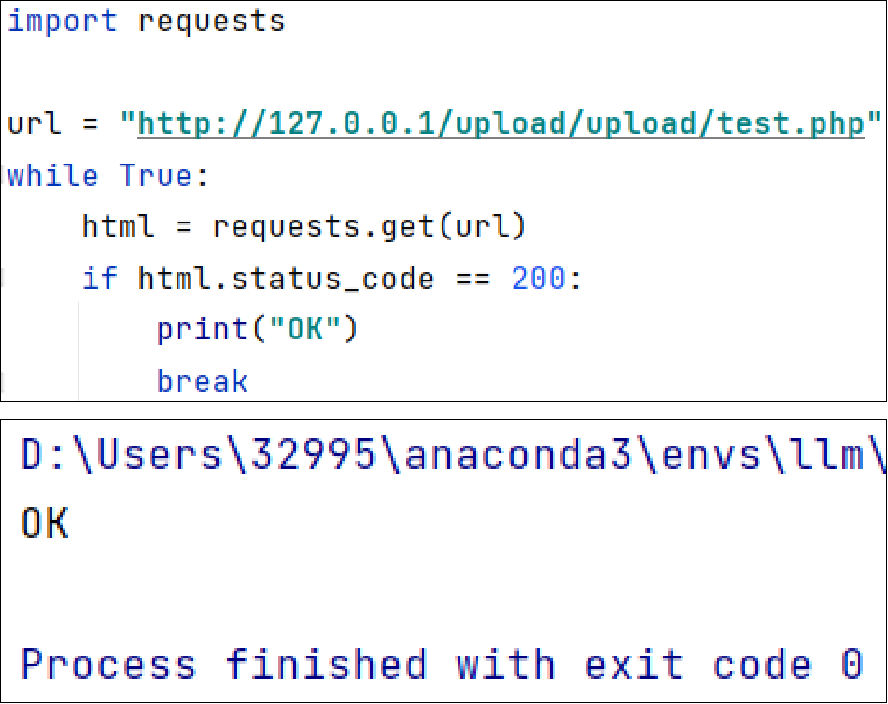 import requests
url = "http://127.0.0.1/upload/upload/test.php"
while True:
    html = requests.get(url)
    if html.status_code == 200:
        print("OK")
        break
D:\Users\32995\anaconda3\envs\llm\
OK
Process finished with exit code 0